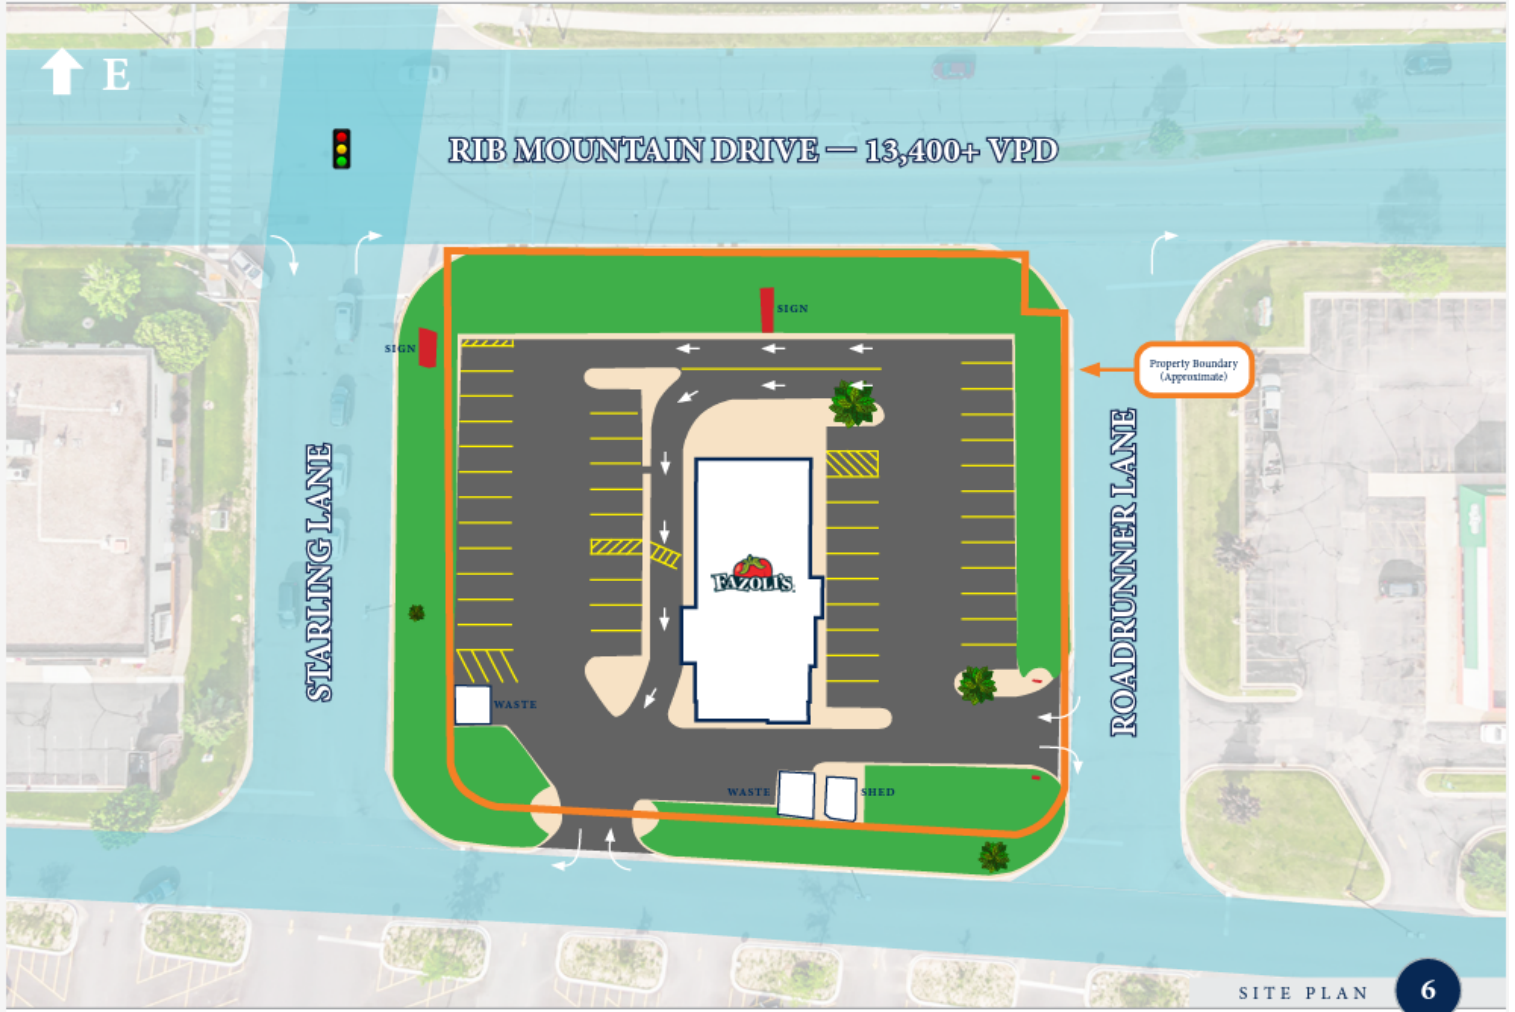 E
RIB MOUNTAIN DRIVE — 13,400+ VPD
SIGN
SIGN
Property Boundary
(Approximate)
STARLING LANE
ROADRUNNER LANE
FAZOLI'S
WASTE
WASTE
SHED
SITE PLAN
6